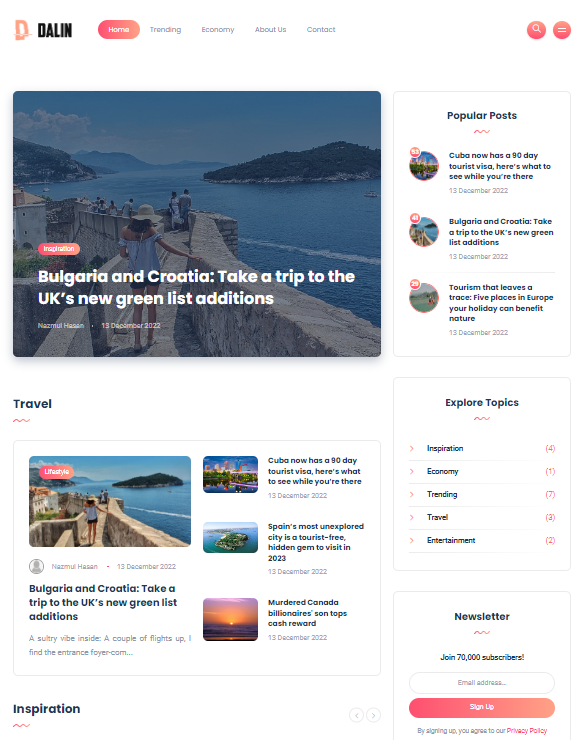 DALIN
Home
Trending
Economy
About Us
Contact
Inspiration
Bulgaria and Croatia: Take a trip to the
UK's new green list additions
Nazmul Hasan • 13 December 2022
Popular Posts
53
Cuba now has a 90 day
tourist visa, here's what to
see while you're there
13 December 2022
43
Bulgaria and Croatia: Take
a trip to the UK's new green
list additions
13 December 2022
29
Tourism that leaves a
trace: Five places in Europe
your holiday can benefit
nature
13 December 2022
Explore Topics
Inspiration (4)
Economy (1)
Trending (7)
Travel (3)
Entertainment (2)
Travel
Lifestyle
Nazmul Hasan • 13 December 2022
Bulgaria and Croatia: Take a
trip to the UK's new green list
additions
A sultry vibe inside: A couple of flights up, I
find the entrance foyer-com...
Cuba now has a 90 day
tourist visa, here's what
to see while you're there
13 December 2022
Spain's most unexplored
city is a tourist-free,
hidden gem to visit in
2023
13 December 2022
Murdered Canada
billionaires' son tops
cash reward
13 December 2022
Newsletter
Join 70,000 subscribers!
Email address...
Sign Up
By signing up, you agree to our Privacy Policy
Inspiration